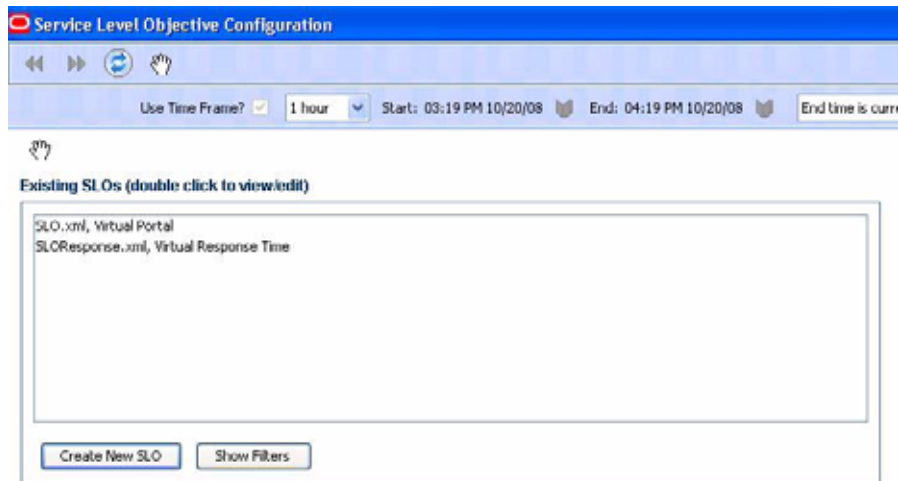 Service Level Objective Configuration
Use Time Frame? 1 hour Start: 03:19 PM 10/20/08 End: 04:19 PM 10/20/08 End time is curre
Existing SLOs (double click to view/edit)
SLO.xml, Virtual Portal
SLOResponse.xml, Virtual Response Time
Create New SLO Show Filters